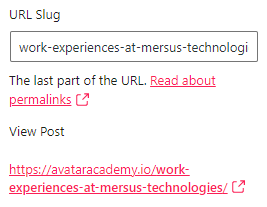 URL Slug
work-experiences-at-mersus-technologi
The last part of the URL. Read about
permalinks
View Post
https://avataracademy.io/work-
experiences-at-mersus-technologies/